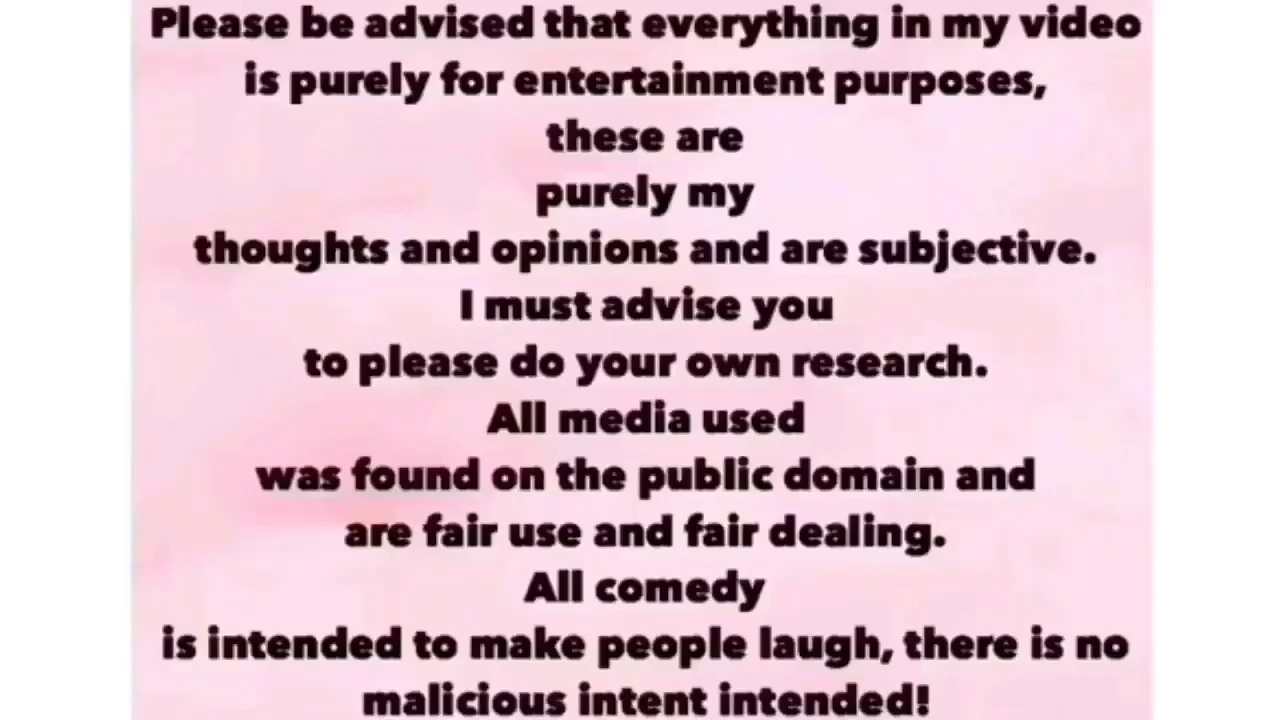 Please be advised that everything in my video
is purely for entertainment purposes,
these are
purely my
thoughts and opinions and are subjective.
I must advise you
to please do your own research.
All media used
was found on the public domain and
are fair use and fair dealing.
All comedy
is intended to make people laugh, there is no
malicious intent intended!